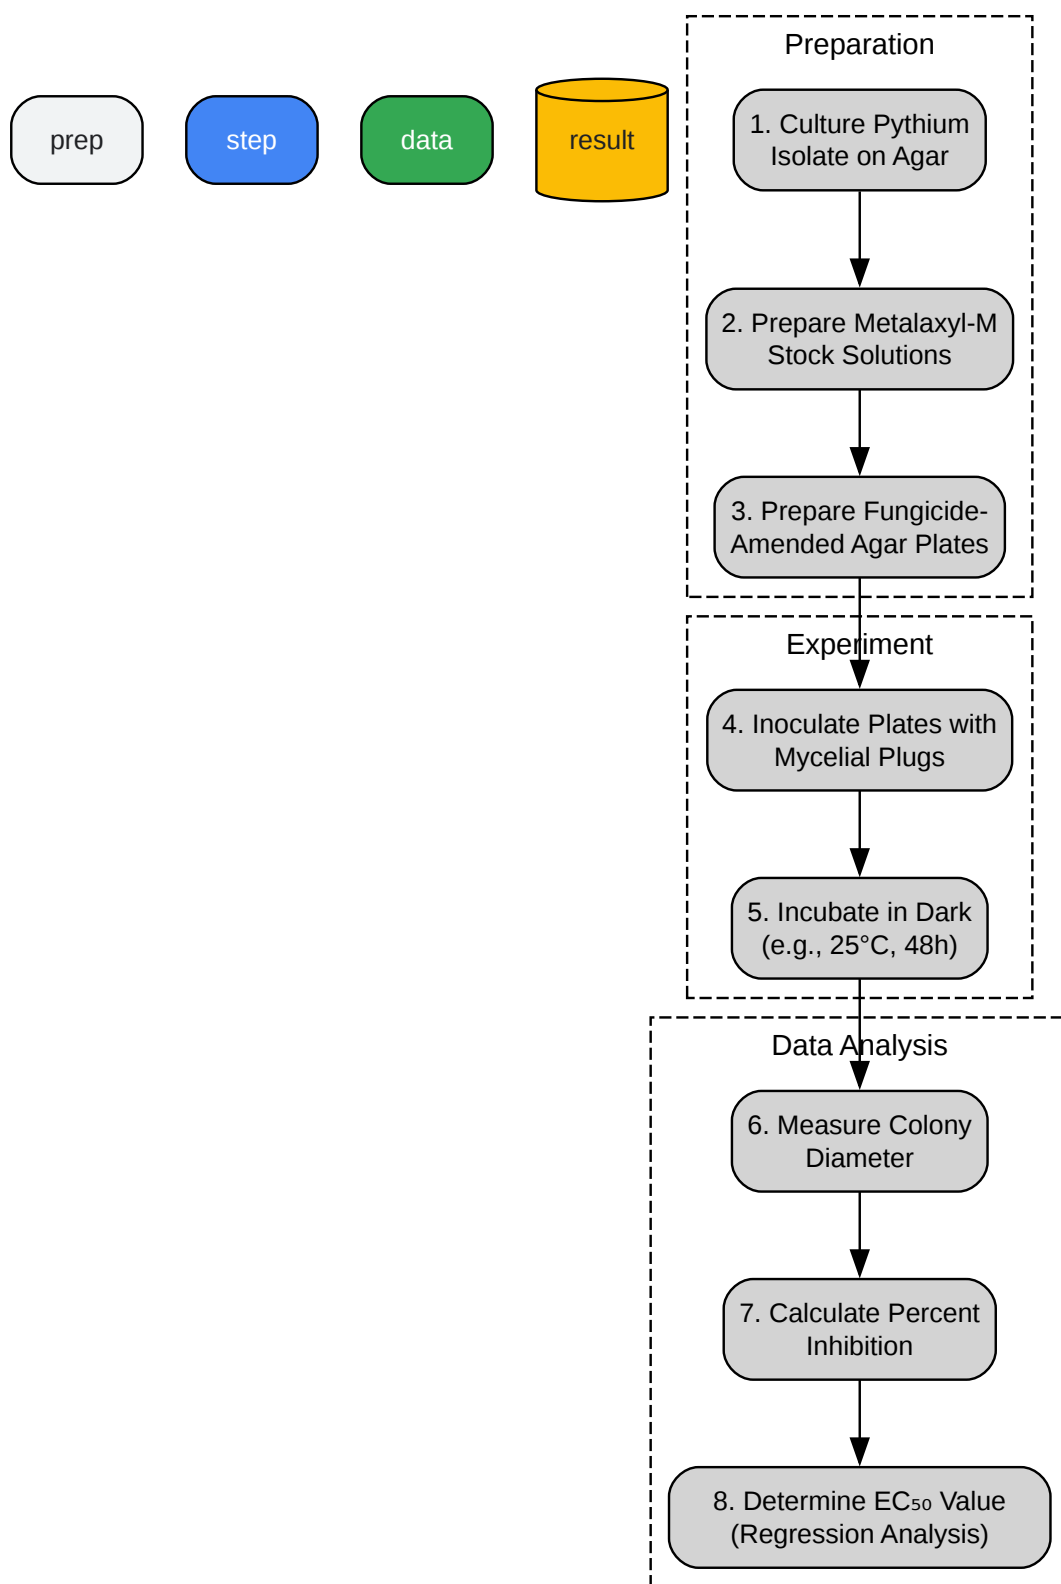 Preparation
prep
step
data
result
1. Culture Pythium
Isolate on Agar
2. Prepare Metalaxyl-M
Stock Solutions
3. Prepare Fungicide-
Amended Agar Plates
Experiment
4. Inoculate Plates with
Mycelial Plugs
5. Incubate in Dark
(e.g., 25°C, 48h)
Data Analysis
6. Measure Colony
Diameter
7. Calculate Percent
Inhibition
8. Determine EC₅₀ Value
(Regression Analysis)